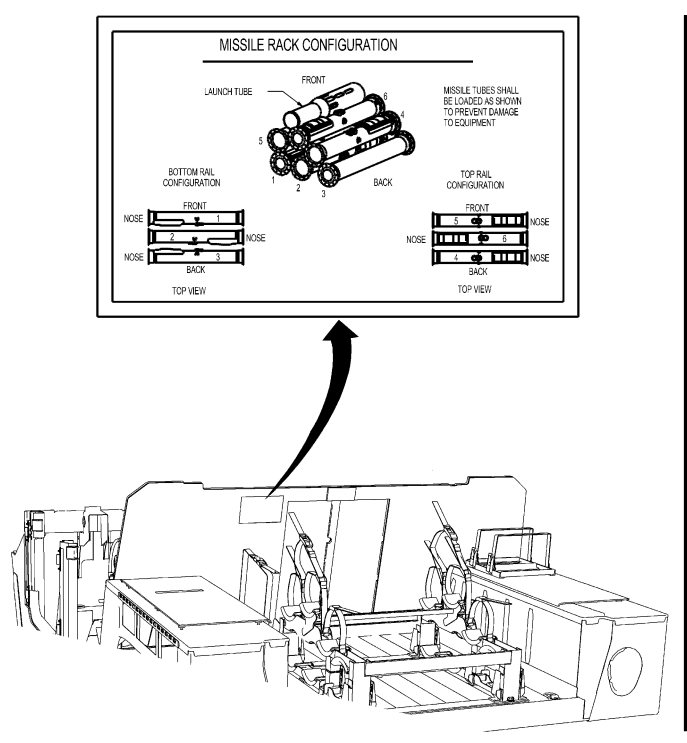 MISSILE RACK CONFIGURATION
FRONT
LAUNCH TUBE
6
4
5
1
2
3
BACK
MISSILE TUBES SHALL
BE LOADED AS SHOWN
TO PREVENT DAMAGE
TO EQUIPMENT
BOTTOM RAIL
CONFIGURATION
FRONT
NOSE
1
2
NOSE
NOSE
3
BACK
TOP VIEW
TOP RAIL
CONFIGURATION
FRONT
5
NOSE
NOSE
6
4
NOSE
BACK
TOP VIEW